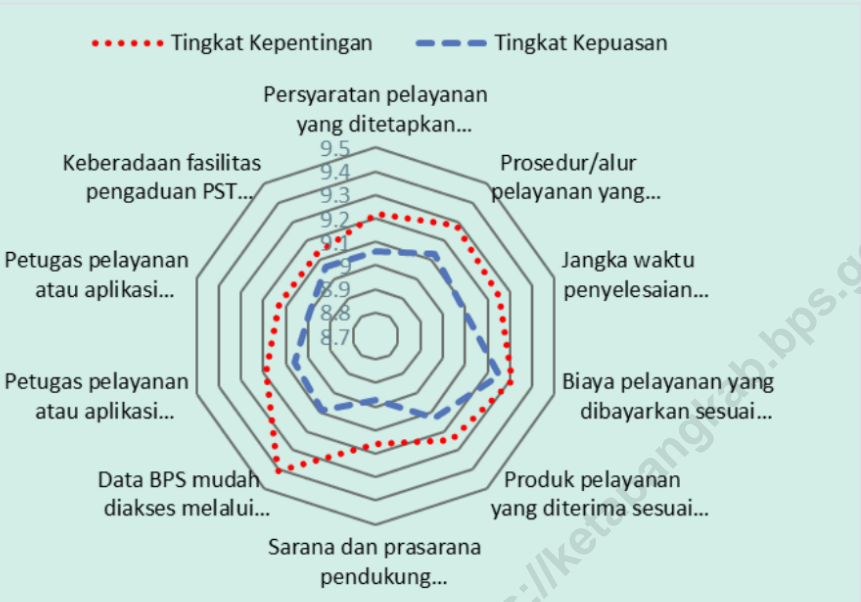 Tingkat Kepentingan
Tingkat Kepuasan
Persyaratan pelayanan
yang ditetapkan...
Prosedur/alur
pelayanan yang...
Jangka waktu
penyelesaian...
Biaya pelayanan yang
dibayarkan sesuai...
Produk pelayanan
yang diterima sesuai...
Sarana dan prasarana
pendukung...
Data BPS mudah
diakses melalui...
Petugas pelayanan
atau aplikasi...
Petugas pelayanan
atau aplikasi...
Keberadaan fasilitas
pengaduan PST...
9.5
9.4
9.3
9.2
9.1
9
8.9
8.8
8.7
s://ketapangkab.bps.go